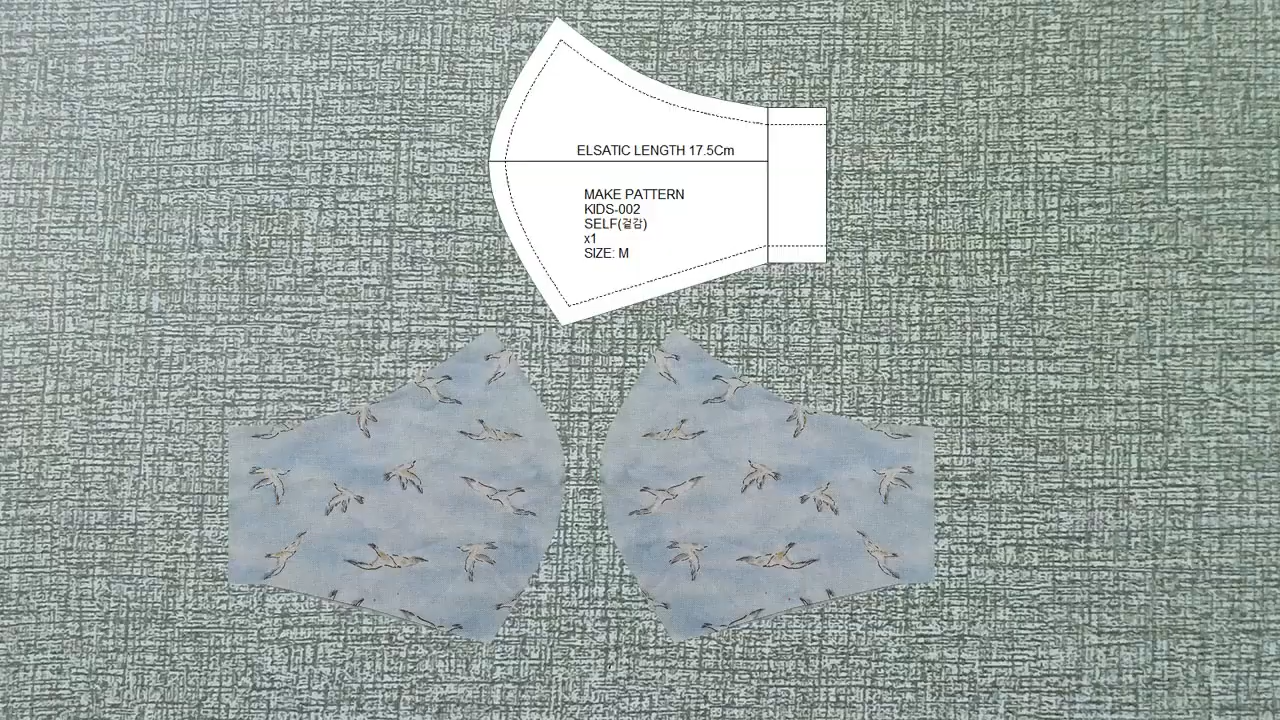 ELSATIC LENGTH 17.5Cm
MAKE PATTERN
KIDS-002
SELF(겉감)
x1
SIZE: M